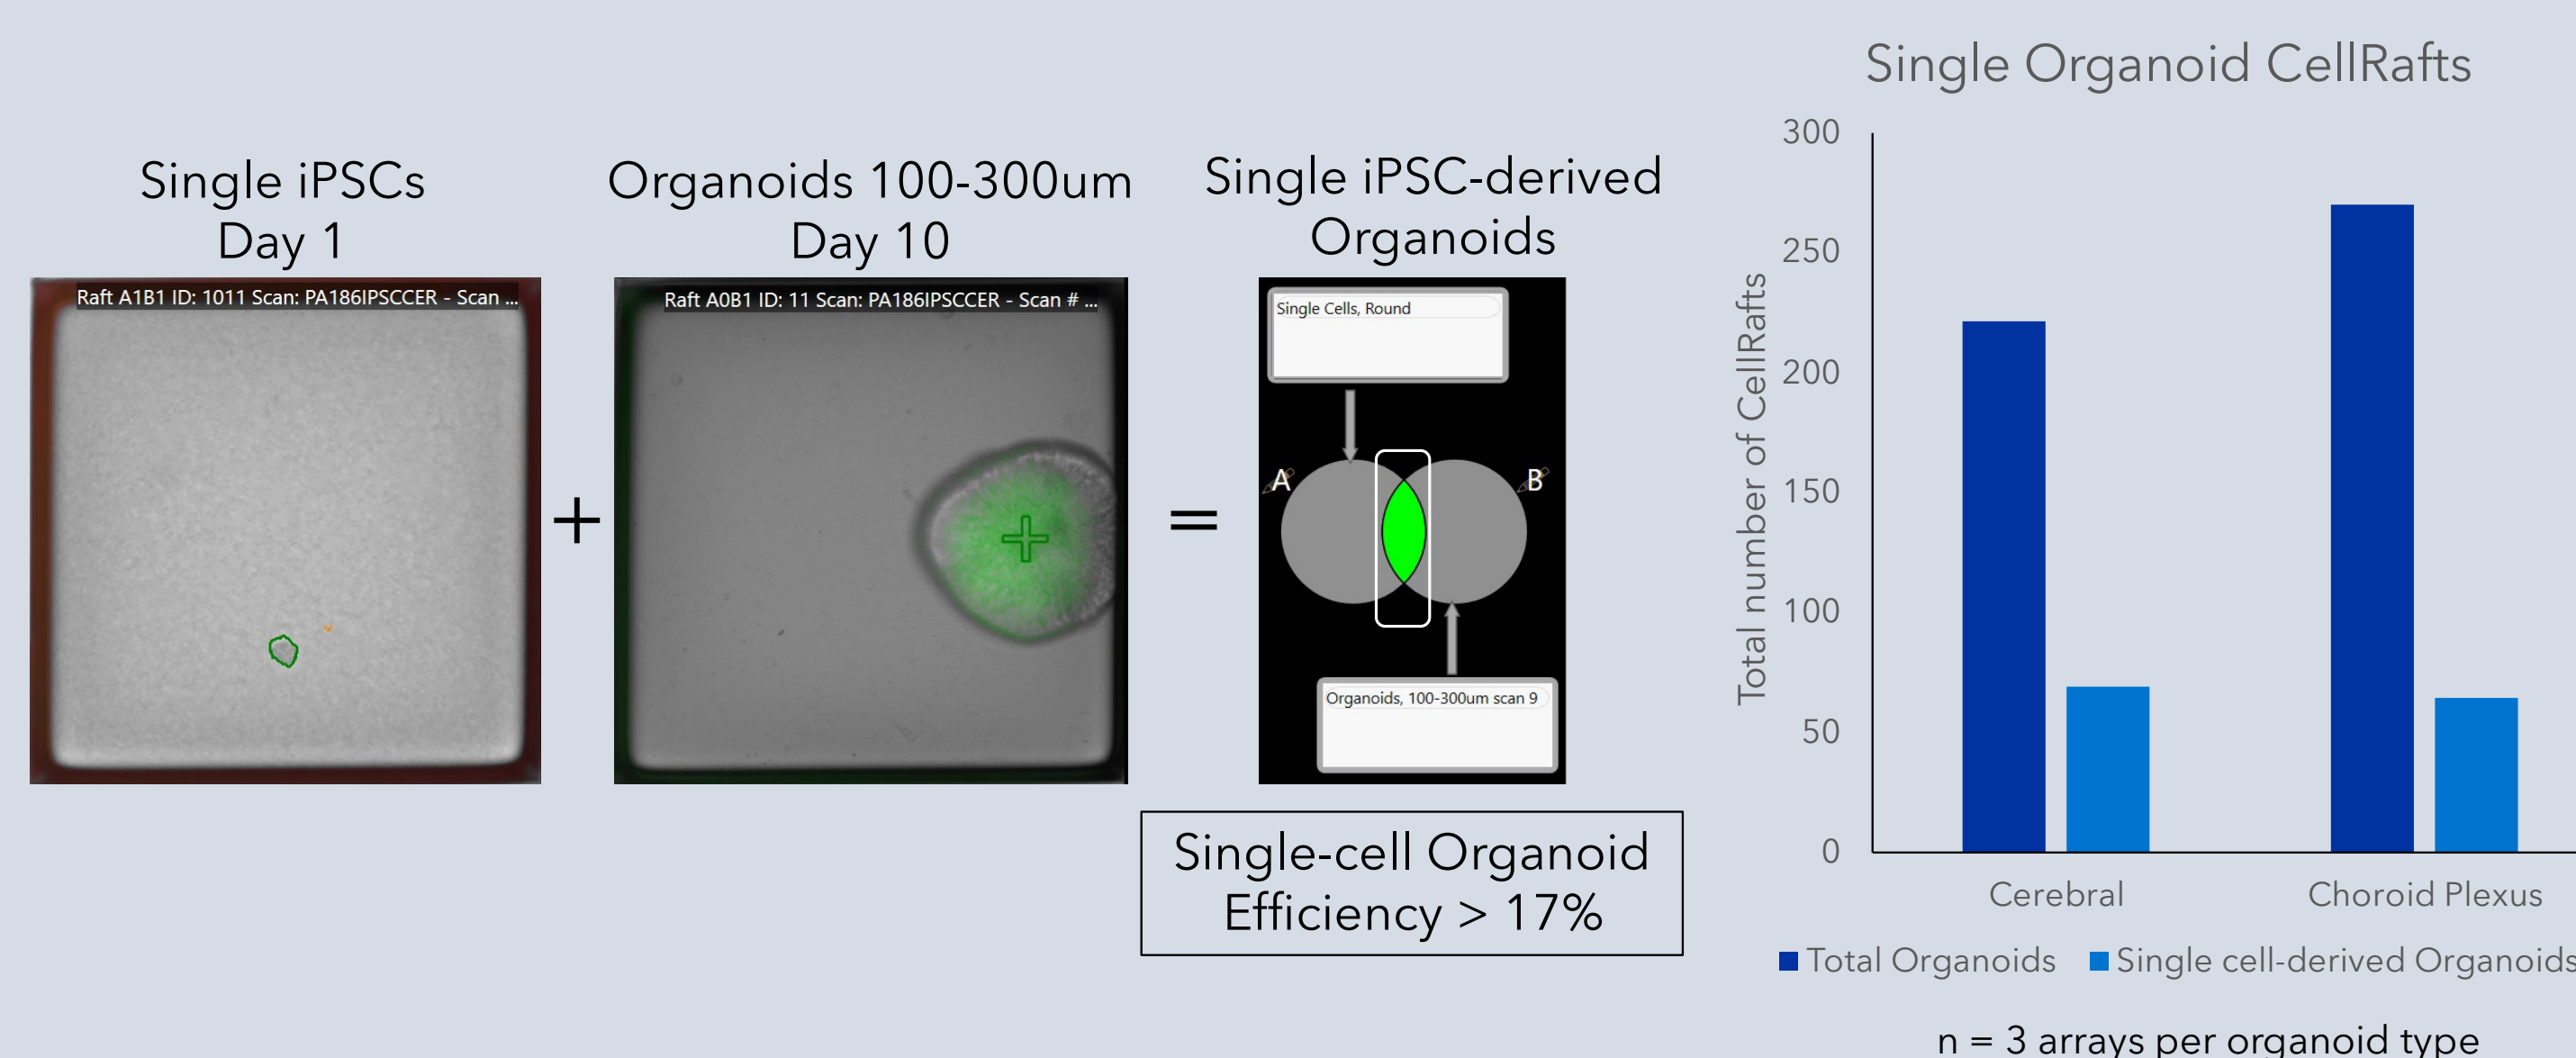 Single iPSCs
Day 1
Raft A1B1 ID: 1011 Scan: PA186IPSCCER - Scan ...
+
Organoids 100-300um
Day 10
Raft A0B1 ID: 11 Scan: PA186IPSCCER - Scan # ...
=
Single iPSC-derived
Organoids
Single Cells, Round
A
B
Organoids, 100-300um scan 9
Single-cell Organoid
Efficiency > 17%
Single Organoid CellRafts
Total number of CellRafts
300
250
200
150
100
50
0
Cerebral
Choroid Plexus
Total Organoids
Single cell-derived Organoids
n = 3 arrays per organoid type